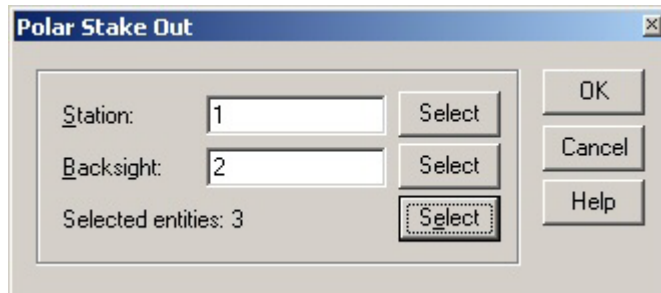 Polar Stake Out
Station: 1 Select
Backsight: 2 Select
Selected entities: 3 Select
OK
Cancel
Help